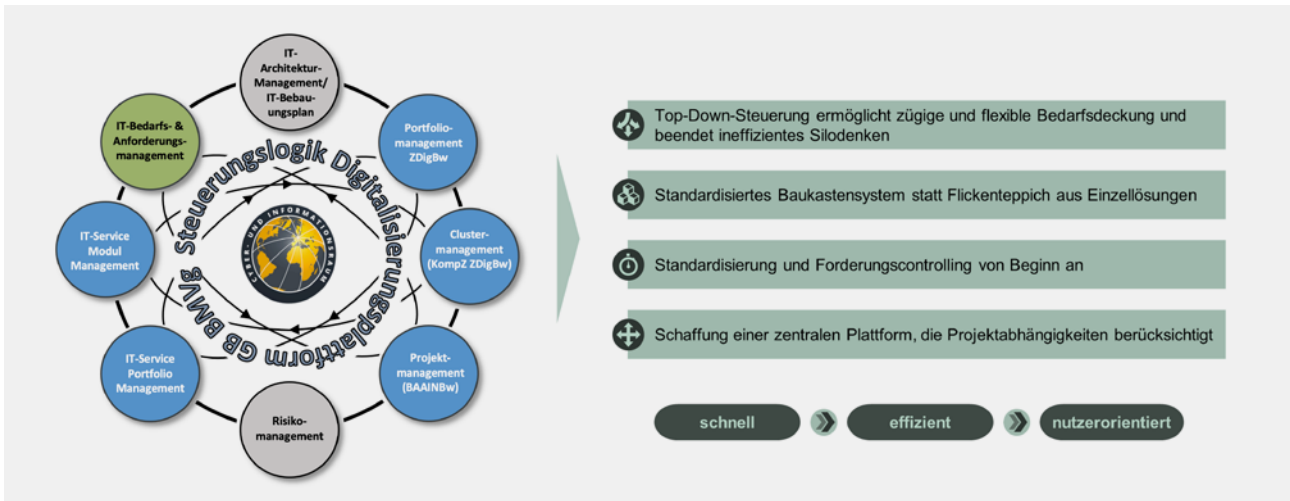 IT-
Architektur-
Management/
IT-Bebau-
ungsplan
Portfolio-
management
ZDigBw
Cluster-
management
(KompZ ZDigBw)
Projekt-
management
(BAAINBw)
Risiko-
management
IT-Service
Portfolio
Management
IT-Service
Modul
Management
IT-Bedarfs- &
Anforderungs-
management
Steuerungslogik Digitalisierungsplattform GB BMVg
CYBER- UND INFORMATIONSRAUM
Top-Down-Steuerung ermöglicht zügige und flexible Bedarfsdeckung und
beendet ineffizientes Silodenken
Standardisiertes Baukastensystem statt Flickenteppich aus Einzellösungen
Standardisierung und Forderungscontrolling von Beginn an
Schaffung einer zentralen Plattform, die Projektabhängigkeiten berücksichtigt
schnell
effizient
nutzerorientiert